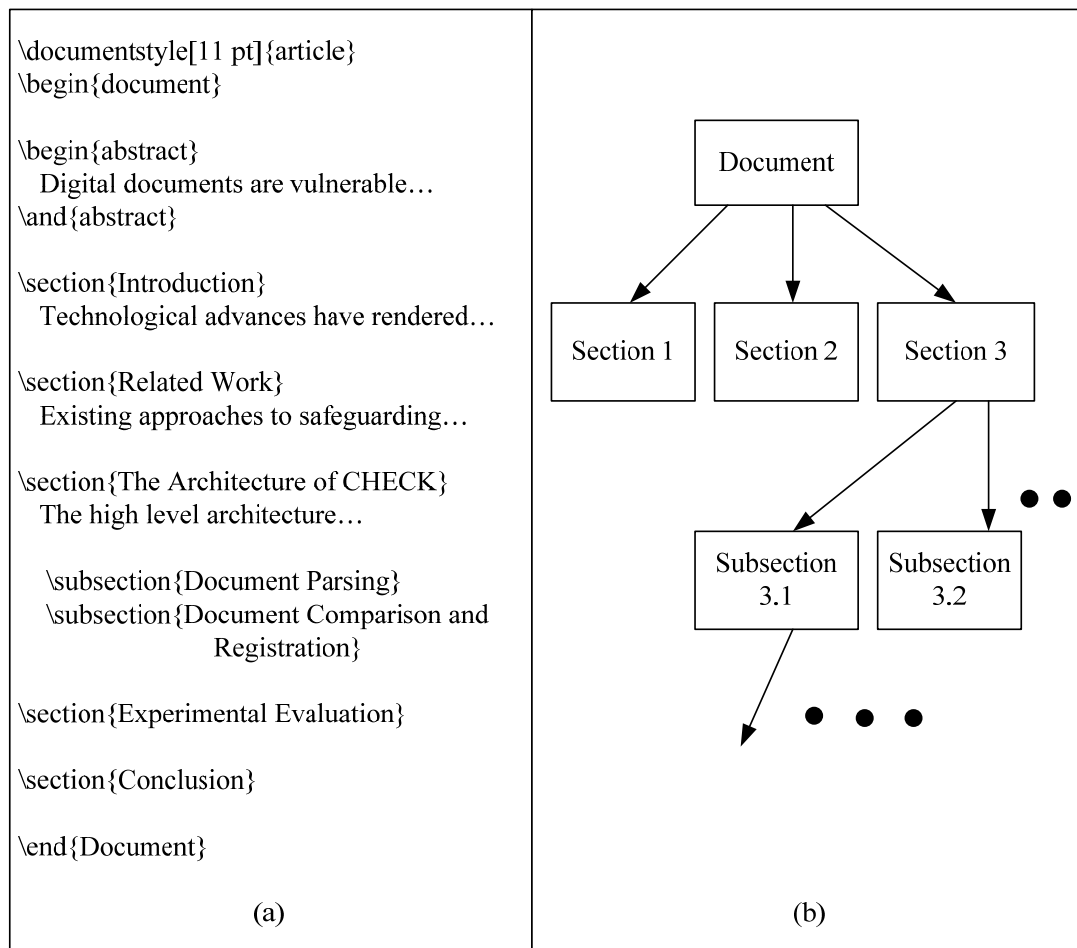 \documentstyle[11 pt]{article}
\begin{document}
\begin{abstract}
Digital documents are vulnerable…
\and{abstract}
\section{Introduction}
Technological advances have rendered…
\section{Related Work}
Existing approaches to safeguarding…
\section{The Architecture of CHECK}
The high level architecture…
\subsection{Document Parsing}
\subsection{Document Comparison and
Registration}
\section{Experimental Evaluation}
\section{Conclusion}
\end{Document}
(a)
Document
Section 1
Section 2
Section 3
Subsection
3.1
Subsection
3.2
(b)